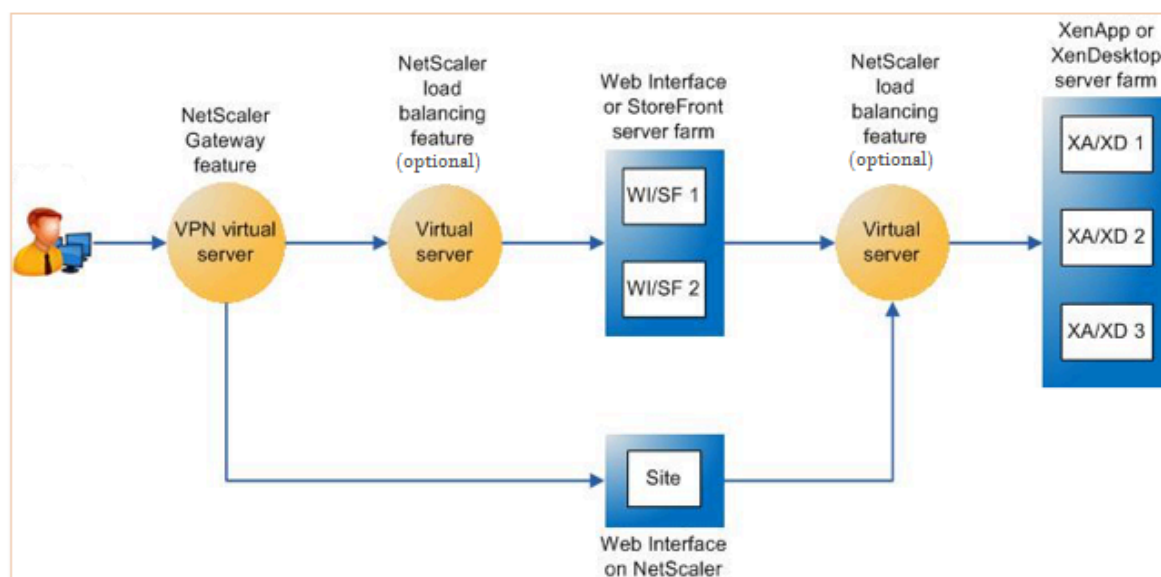 NetScaler
Gateway
feature
VPN virtual
server
NetScaler
load
balancing
feature
(optional)
Virtual
server
Web Interface
or StoreFront
server farm
WI/SF 1
WI/SF 2
NetScaler
load
balancing
feature
(optional)
Virtual
server
XenApp or
XenDesktop
server farm
XA/XD 1
XA/XD 2
XA/XD 3
Site
Web Interface
on NetScaler